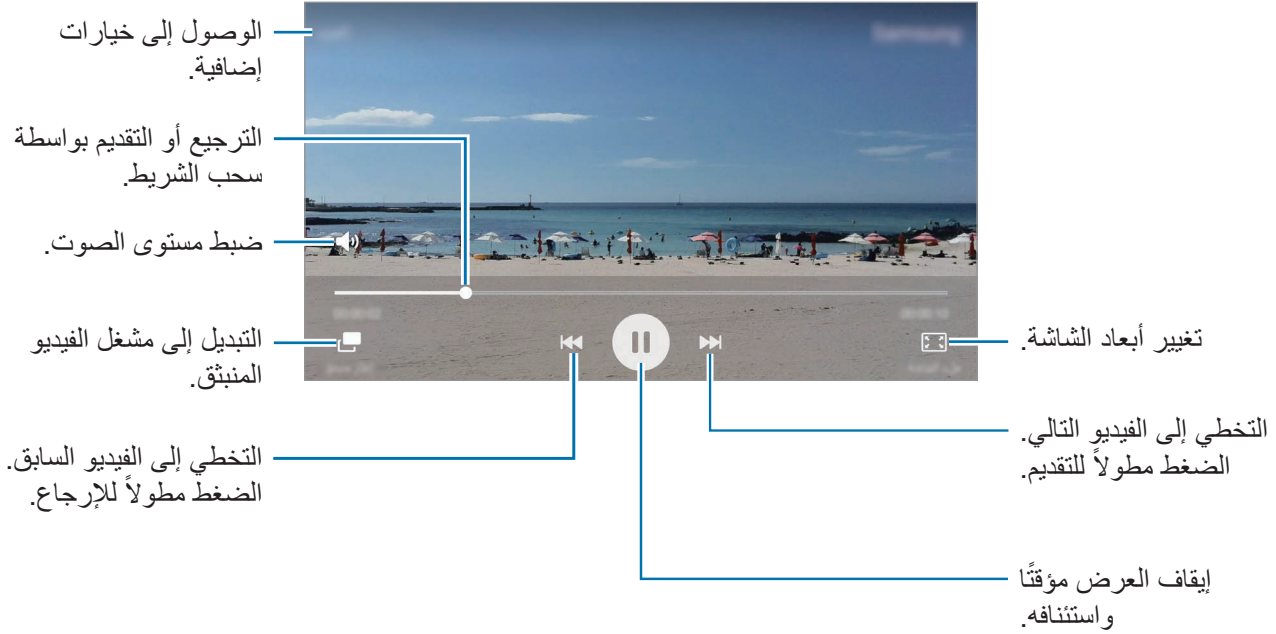 الوصول إلى خيارات
إضافية.
الترجيع أو التقديم بواسطة
سحب الشريط.
ضبط مستوى الصوت.
التبديل إلى مشغل الفيديو
المنبثق.
التخطي إلى الفيديو السابق.
الضغط مطولاً للإرجاع.
تغيير أبعاد الشاشة.
التخطي إلى الفيديو التالي.
الضغط مطولاً للتقديم.
إيقاف العرض مؤقتًا
واستئنافه.
Samsung